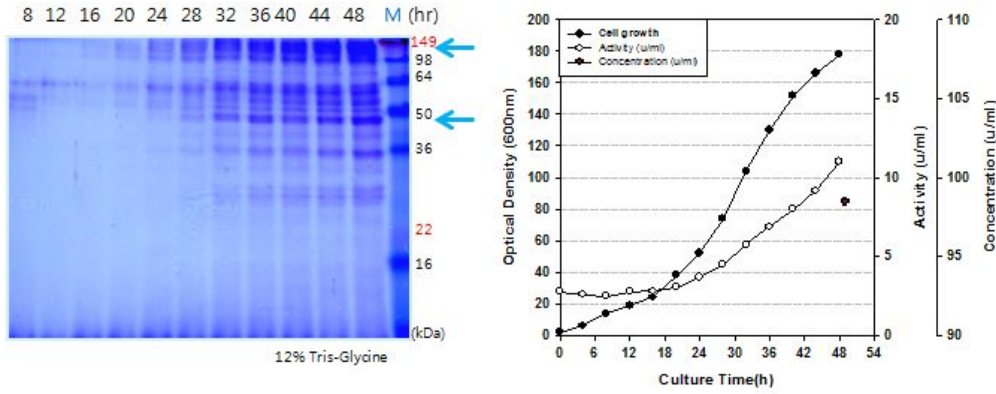 8 12 16 20 24 28 32 36 40 44 48 M (hr)
149
98
64
50
36
22
16
(kDa)
12% Tris-Glycine
Cell growth
Activity (u/ml)
Concentration (u/ml)
Optical Density (600nm)
200
180
160
140
120
100
80
60
40
20
0
0 6 12 18 24 30 36 42 48 54
Culture Time(h)
20
15
10
5
0
Activity (u/ml)
110
105
100
95
90
Concentration (u/ml)